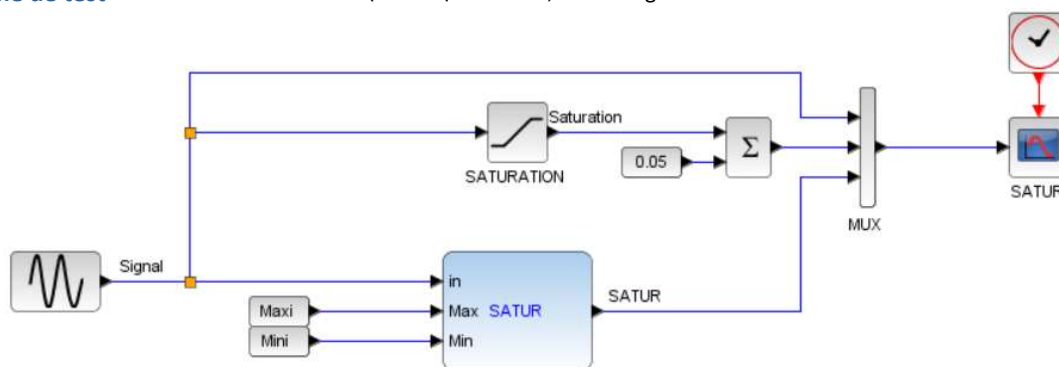 Saturation
0.05
Σ
SATURATION
SATUR
MUX
Signal
in
Maxi
Max SATUR
SATUR
Mini
Min